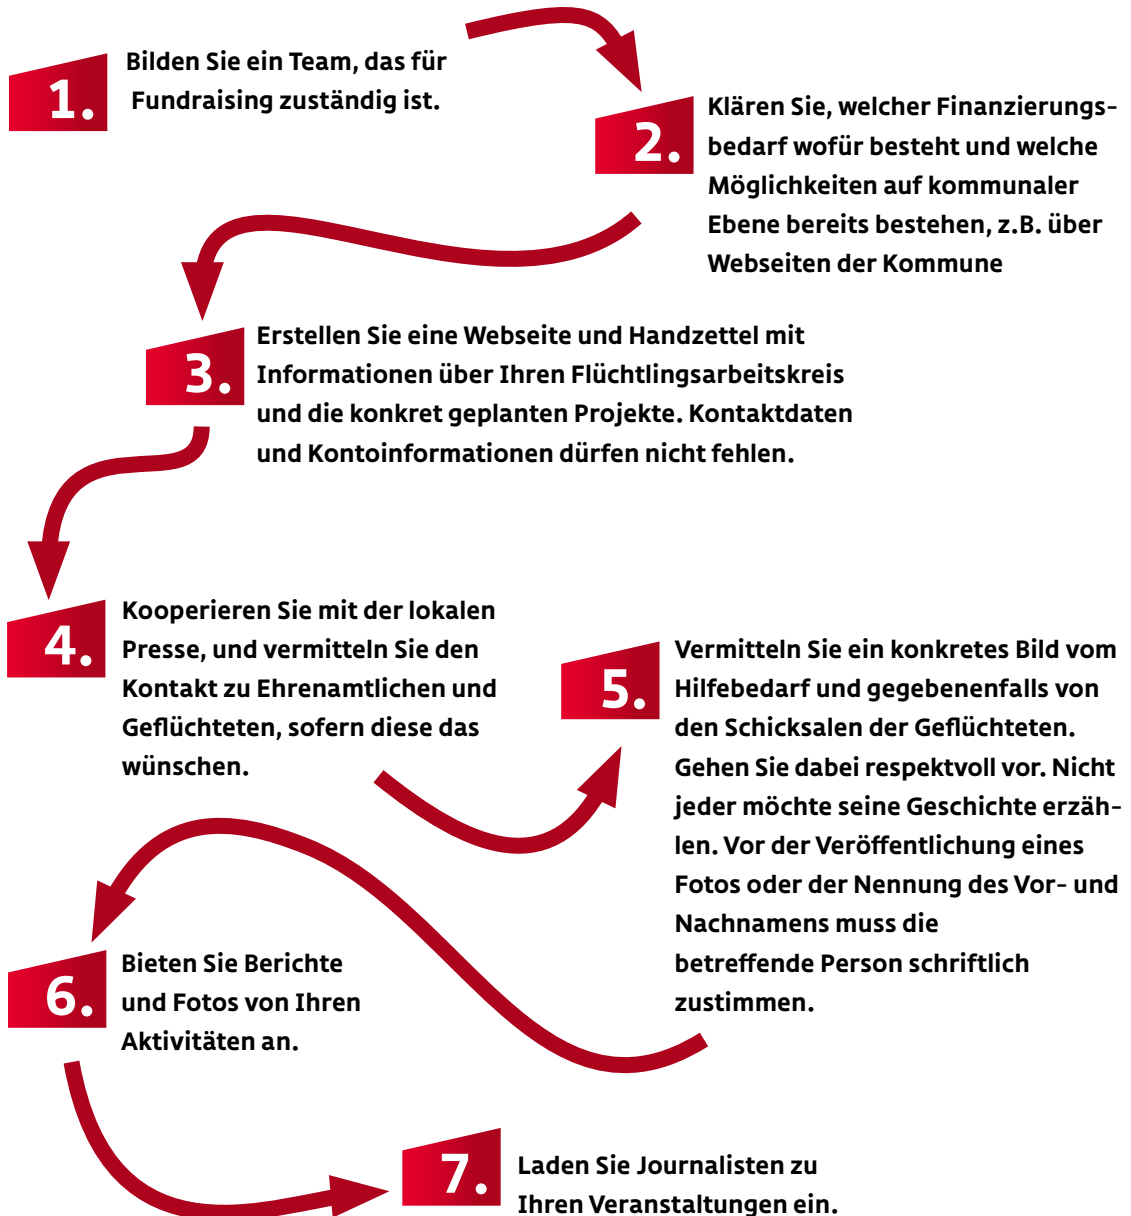 1.
Bilden Sie ein Team, das für
Fundraising zuständig ist.
2.
Klären Sie, welcher Finanzierungs-
bedarf wofür besteht und welche
Möglichkeiten auf kommunaler
Ebene bereits bestehen, z.B. über
Webseiten der Kommune
3.
Erstellen Sie eine Webseite und Handzettel mit
Informationen über Ihren Flüchtlingsarbeitskreis
und die konkret geplanten Projekte. Kontaktdaten
und Kontoinformationen dürfen nicht fehlen.
4.
Kooperieren Sie mit der lokalen
Presse, und vermitteln Sie den
Kontakt zu Ehrenamtlichen und
Geflüchteten, sofern diese das
wünschen.
5.
Vermitteln Sie ein konkretes Bild vom
Hilfebedarf und gegebenenfalls von
den Schicksalen der Geflüchteten.
Gehen Sie dabei respektvoll vor. Nicht
jeder möchte seine Geschichte erzäh-
len. Vor der Veröffentlichung eines
Fotos oder der Nennung des Vor- und
Nachnamens muss die
betreffende Person schriftlich
zustimmen.
6.
Bieten Sie Berichte
und Fotos von Ihren
Aktivitäten an.
7.
Laden Sie Journalisten zu
Ihren Veranstaltungen ein.